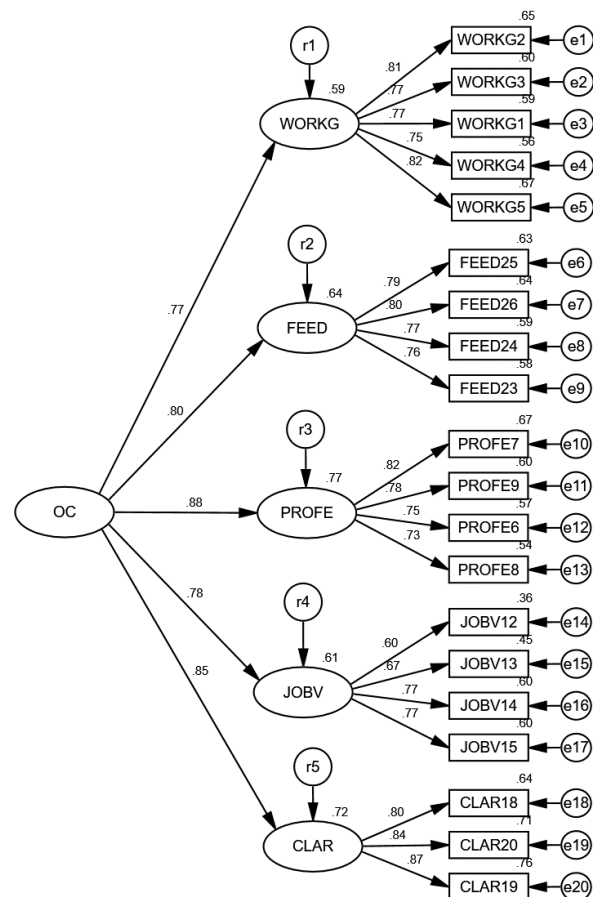 r1
.59
WORKG
.81
.77
.77
.75
.82
.65
WORKG2
e1
.60
WORKG3
e2
.59
WORKG1
e3
.56
WORKG4
e4
.67
WORKG5
e5
r2
.64
FEED
.79
.80
.77
.76
.63
FEED25
e6
.64
FEED26
e7
.59
FEED24
e8
.58
FEED23
e9
.77
.80
.88
.78
.85
OC
r3
.77
PROFE
.82
.78
.75
.73
.67
PROFE7
e10
.60
PROFE9
e11
.57
PROFE6
e12
.54
PROFE8
e13
r4
.61
JOBV
.60
.67
.77
.77
.36
JOBV12
e14
.45
JOBV13
e15
.60
JOBV14
e16
.60
JOBV15
e17
r5
.72
CLAR
.80
.84
.87
.64
CLAR18
e18
.71
CLAR20
e19
.76
CLAR19
e20